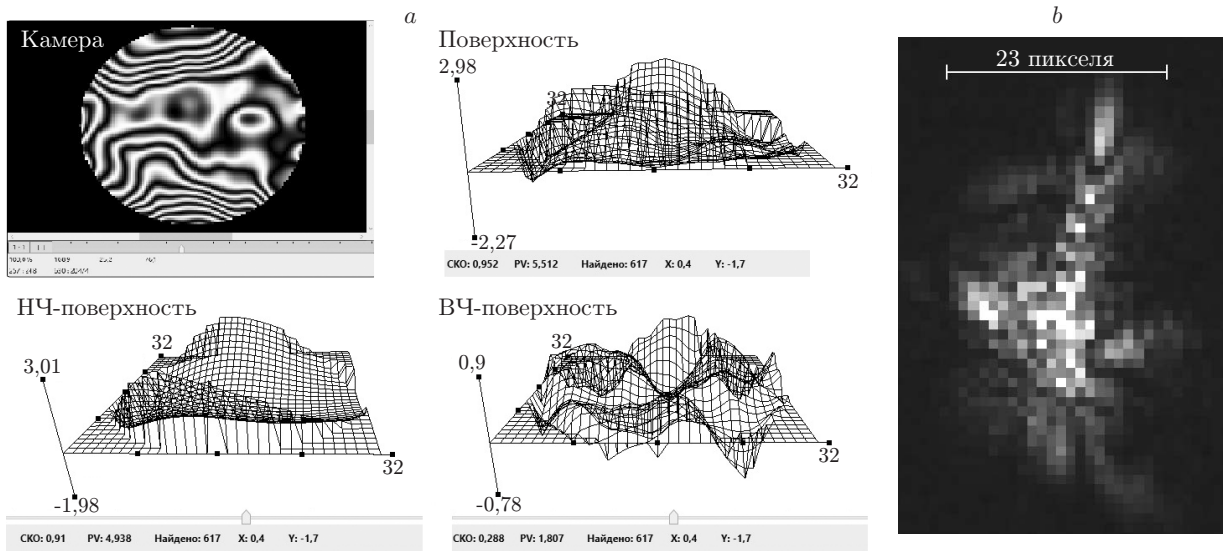 a
b
Камера
1 - 1
Поверхность
2,98
32
32
-2,27
СКО: 0,952 PV: 5,512 Найдено: 617 X: 0,4 Y: -1,7
НЧ-поверхность
3,01
32
32
-1,98
СКО: 0,91 PV: 4,938 Найдено: 617 X: 0,4 Y: -1,7
ВЧ-поверхность
0,9
32
32
-0,78
СКО: 0,288 PV: 1,807 Найдено: 617 X: 0,4 Y: -1,7
23 пикселя